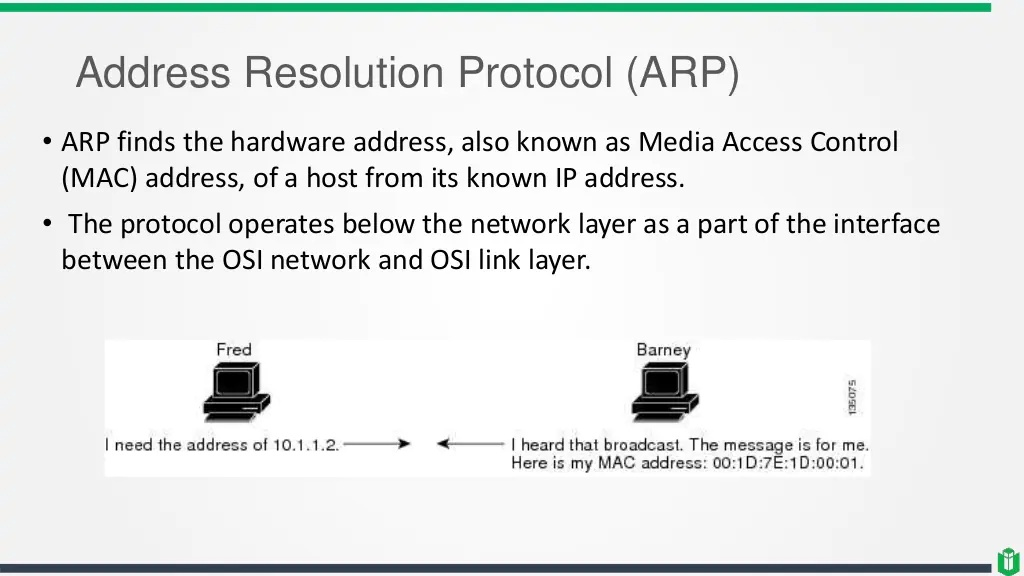 Address Resolution Protocol (ARP)
• ARP finds the hardware address, also known as Media Access Control
(MAC) address, of a host from its known IP address.
• The protocol operates below the network layer as a part of the interface
between the OSI network and OSI link layer.
Fred
Barney
135075
I need the address of 10.1.1.2.
I heard that broadcast. The message is for me.
Here is my MAC address: 00:1D:7E:1D:00:01.